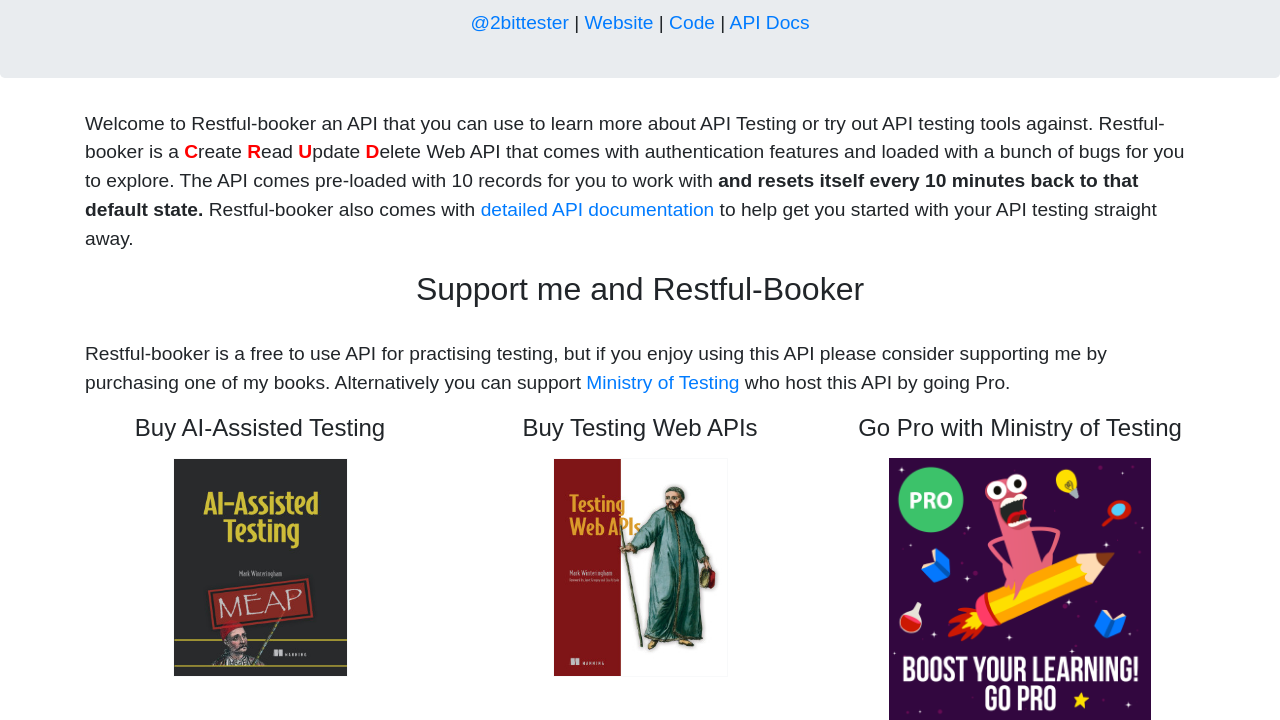 @2bittester | Website | Code | API Docs
Welcome to Restful-booker an API that you can use to learn more about API Testing or try out API testing tools against. Restful-
booker is a Create Read Update Delete Web API that comes with authentication features and loaded with a bunch of bugs for you
to explore. The API comes pre-loaded with 10 records for you to work with and resets itself every 10 minutes back to that
default state. Restful-booker also comes with detailed API documentation to help get you started with your API testing straight
away.
Support me and Restful-Booker
Restful-booker is a free to use API for practising testing, but if you enjoy using this API please consider supporting me by
purchasing one of my books. Alternatively you can support Ministry of Testing who host this API by going Pro.
Buy AI-Assisted Testing
Buy Testing Web APIs
Go Pro with Ministry of Testing
AI-Assisted
Testing
Mark Winteringham
MEAP
MANNING
Testing
Web APIs
Mark Winteringham
MANNING
PRO
BOOST YOUR LEARNING!
GO PRO